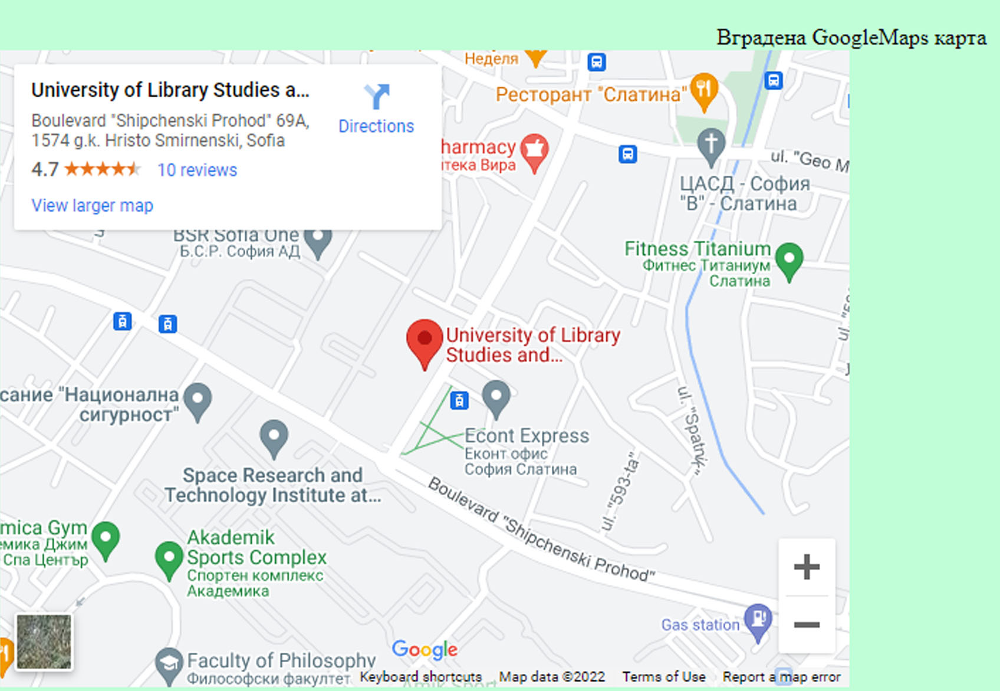 Вградена GoogleMaps карта
University of Library Studies a...
Boulevard "Shipchenski Prohod" 69A,
1574 g.k. Hristo Smirnenski, Sofia
4.7
10 reviews
View larger map
Directions
Неделя
Ресторант "Слатина"
harmacy
птека Вира
ul. "Geo M
ЦАСД - София
"В" - Слатина
BSR Sofia One
Б.С.Р. София АД
Fitness Titanium
Фитнес Титаниум
Слатина
University of Library
Studies and...
сание "Национална
сигурност"
Econt Express
Еконт офис
София Слатина
ul. "Spatnik"
ul. "593-ta"
Space Research and
Technology Institute at...
Boulevard "Shipchenski Prohod"
mica Gym
емика Джим
Спа Център
Akademik
Sports Complex
Спортен комплекс
Академика
Gas station
Google
Faculty of Philosophy
Философски факултет
Keyboard shortcuts
Map data ©2022
Terms of Use
Report a map error